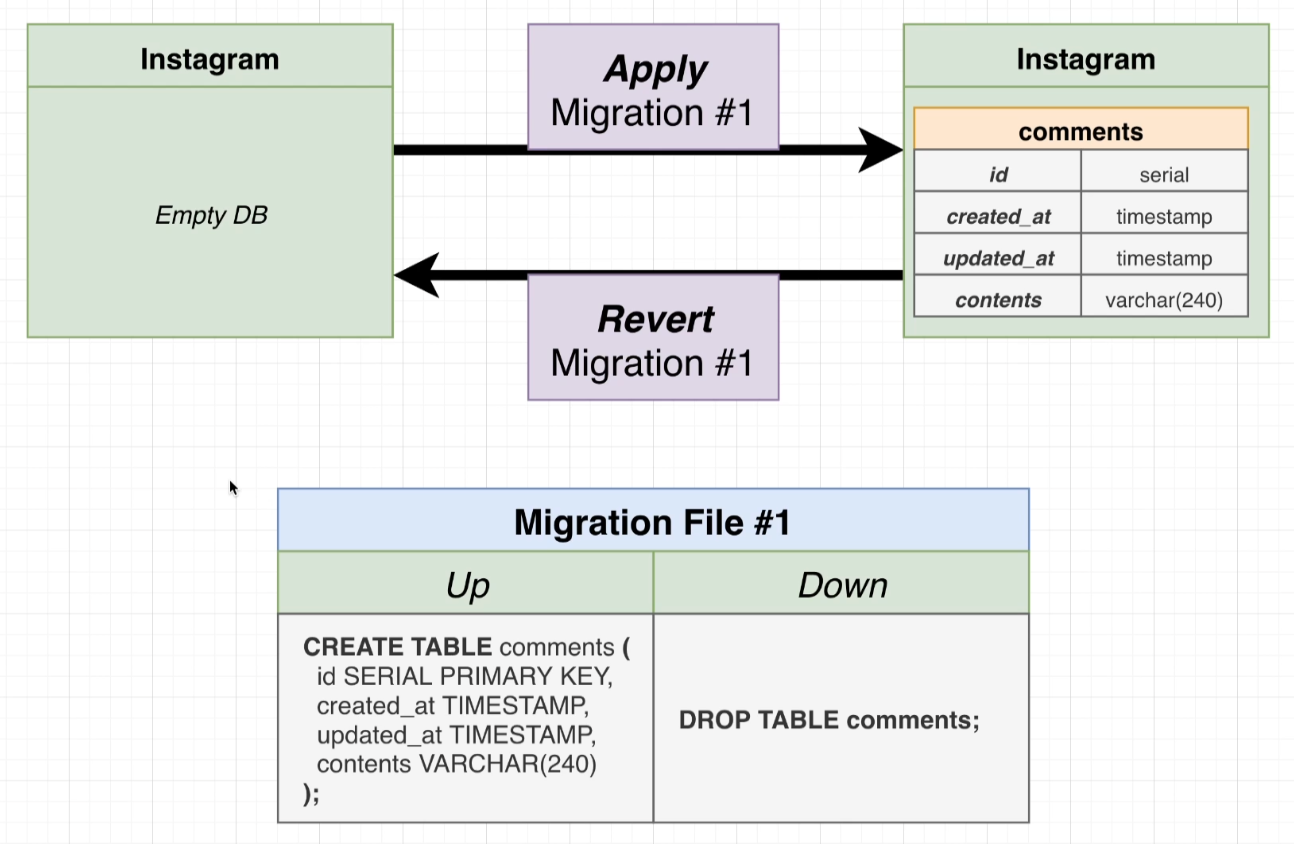 Instagram
Empty DB
Apply
Migration #1
Revert
Migration #1
Instagram
comments
id serial
created_at timestamp
updated_at timestamp
contents varchar(240)
Migration File #1
Up Down
CREATE TABLE comments (
id SERIAL PRIMARY KEY,
created_at TIMESTAMP,
updated_at TIMESTAMP,
contents VARCHAR(240)
);
DROP TABLE comments;